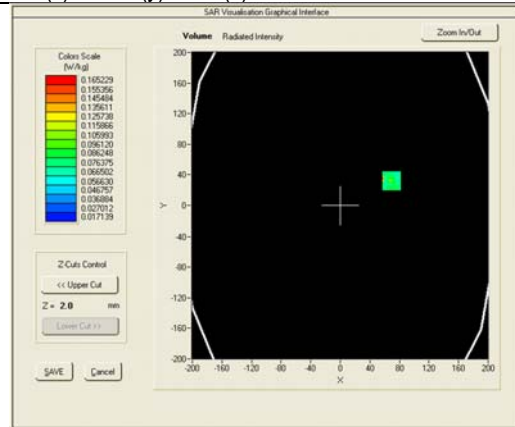 SAR Visualisation Graphical Interface
Volume Radiated Intensity
Zoom In/Out
Colors Scale
(W/kg)
0.165229
0.155356
0.145484
0.135611
0.125738
0.115866
0.105993
0.096120
0.086248
0.076375
0.066502
0.056630
0.046757
0.036884
0.027012
0.017139
Z-Cuts Control
<< Upper Cut
Z = 2.0 mm
Lower Cut >>
SAVE Cancel
200
160
120
80
40
Y 0
-40
-80
-120
-160
-200
-200 -160 -120 -80 -40 0 40 80 120 160 200
X